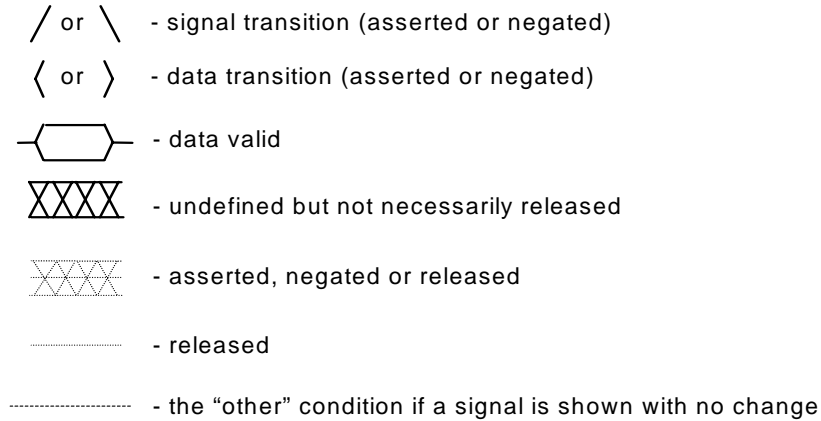 or - signal transition (asserted or negated)
or - data transition (asserted or negated)
- data valid
- undefined but not necessarily released
- asserted, negated or released
- released
- the “other” condition if a signal is shown with no change